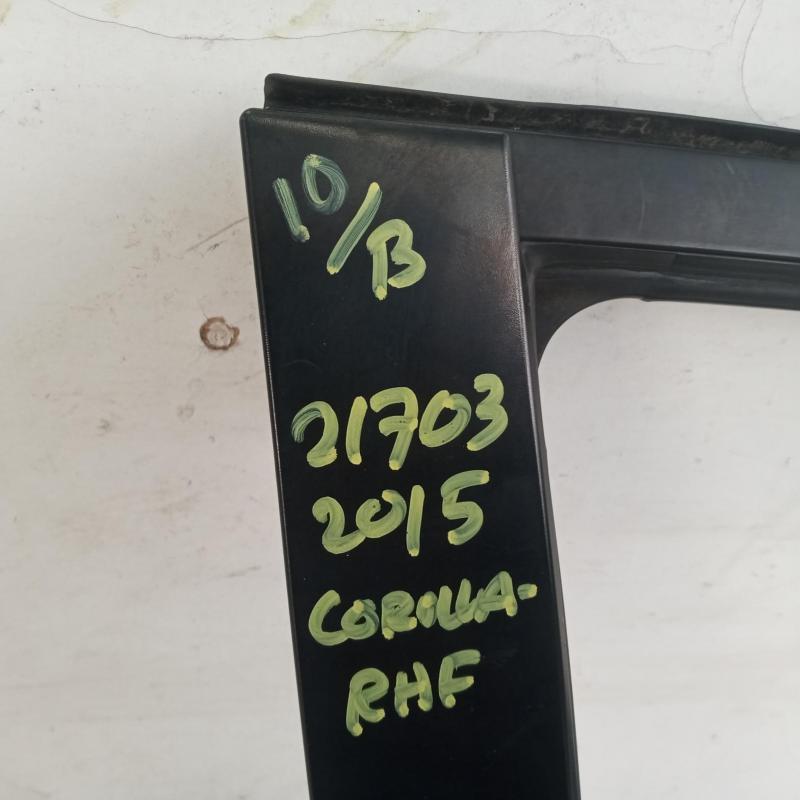 10/B
21703
2015
CORILLA-
RHF